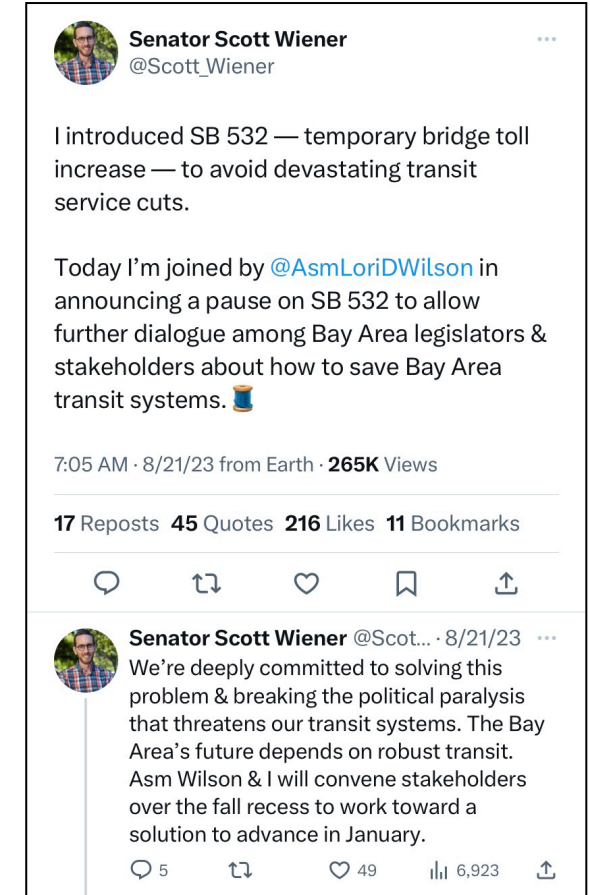 Senator Scott Wiener
@Scott_Wiener
I introduced SB 532 — temporary bridge toll
increase — to avoid devastating transit
service cuts.
Today I'm joined by @AsmLoriDWilson in
announcing a pause on SB 532 to allow
further dialogue among Bay Area legislators &
stakeholders about how to save Bay Area
transit systems.🧵
7:05 AM · 8/21/23 from Earth · 265K Views
17 Reposts 45 Quotes 216 Likes 11 Bookmarks
Senator Scott Wiener @Scot... · 8/21/23
We're deeply committed to solving this
problem & breaking the political paralysis
that threatens our transit systems. The Bay
Area's future depends on robust transit.
Asm Wilson & I will convene stakeholders
over the fall recess to work toward a
solution to advance in January.
5 49 6,923